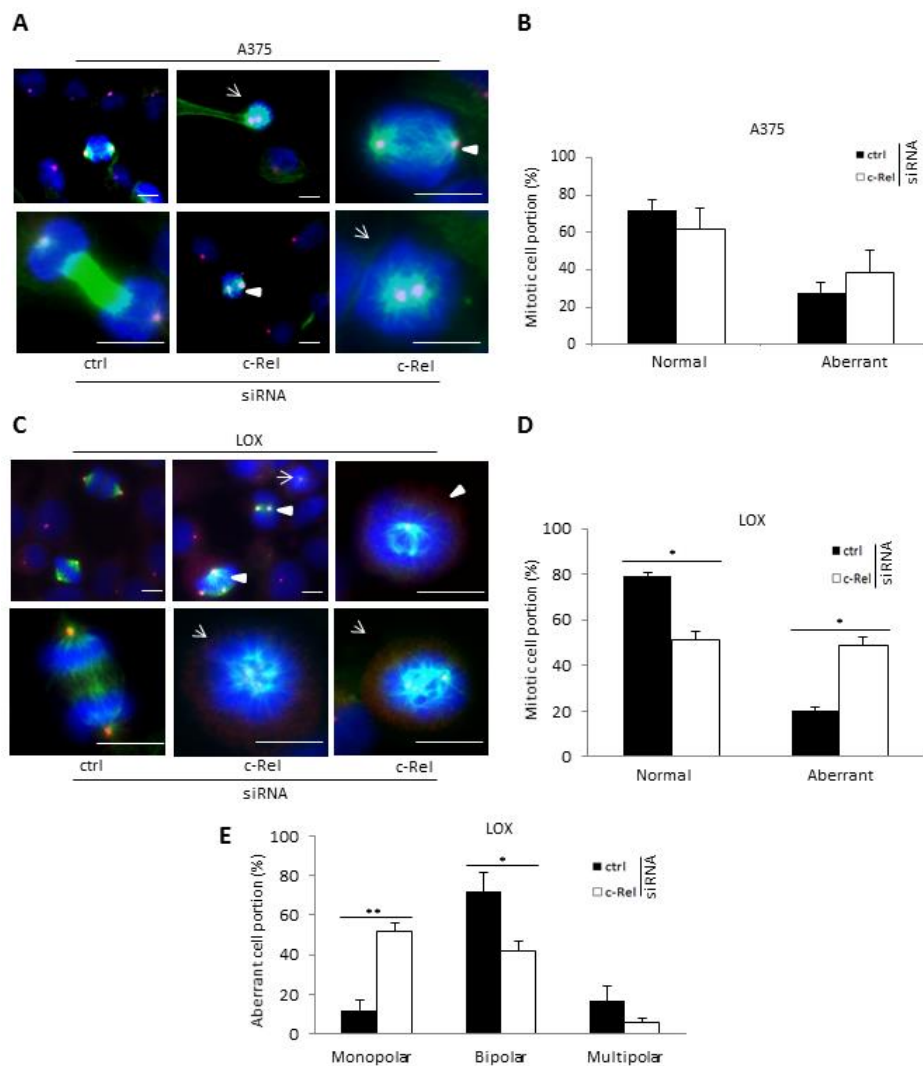 A
A375
ctrl
c-Rel
c-Rel
siRNA
B
A375
ctrl
c-Rel
siRNA
Mitotic cell portion (%)
100
80
60
40
20
0
Normal
Aberrant
C
LOX
ctrl
c-Rel
c-Rel
siRNA
D
LOX
ctrl
c-Rel
siRNA
Mitotic cell portion (%)
100
80
60
40
20
0
*
*
Normal
Aberrant
E
LOX
ctrl
c-Rel
siRNA
Aberrant cell portion (%)
100
80
60
40
20
0
**
*
Monopolar
Bipolar
Multipolar